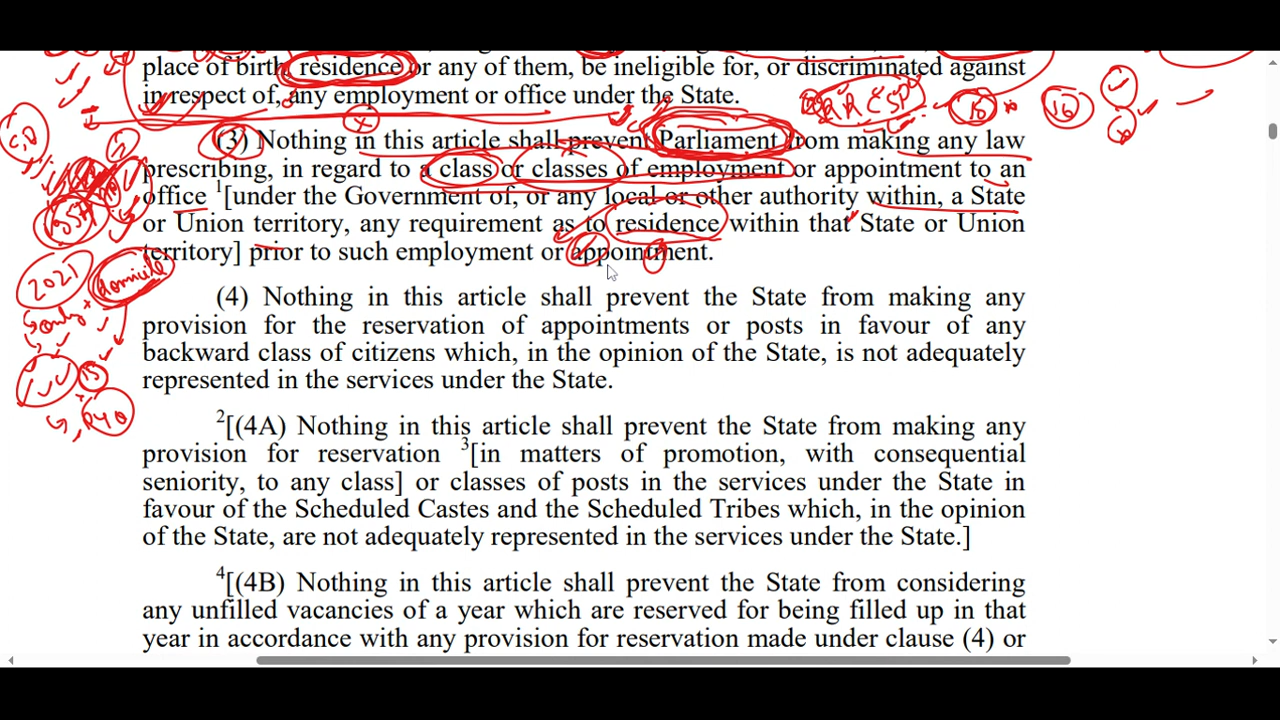 place of birth, residence or any of them, be ineligible for, or discriminated against
in respect of, any employment or office under the State.
(3) Nothing in this article shall prevent Parliament from making any law
prescribing, in regard to a class or classes of employment or appointment to an
office 1[under the Government of, or any local or other authority within, a State
or Union territory, any requirement as to residence within that State or Union
territory] prior to such employment or appointment.
2021 domicile
(4) Nothing in this article shall prevent the State from making any
provision for the reservation of appointments or posts in favour of any
backward class of citizens which, in the opinion of the State, is not adequately
represented in the services under the State.
2[(4A) Nothing in this article shall prevent the State from making any
provision for reservation 3[in matters of promotion, with consequential
seniority, to any class] or classes of posts in the services under the State in
favour of the Scheduled Castes and the Scheduled Tribes which, in the opinion
of the State, are not adequately represented in the services under the State.]
4[(4B) Nothing in this article shall prevent the State from considering
any unfilled vacancies of a year which are reserved for being filled up in that
year in accordance with any provision for reservation made under clause (4) or